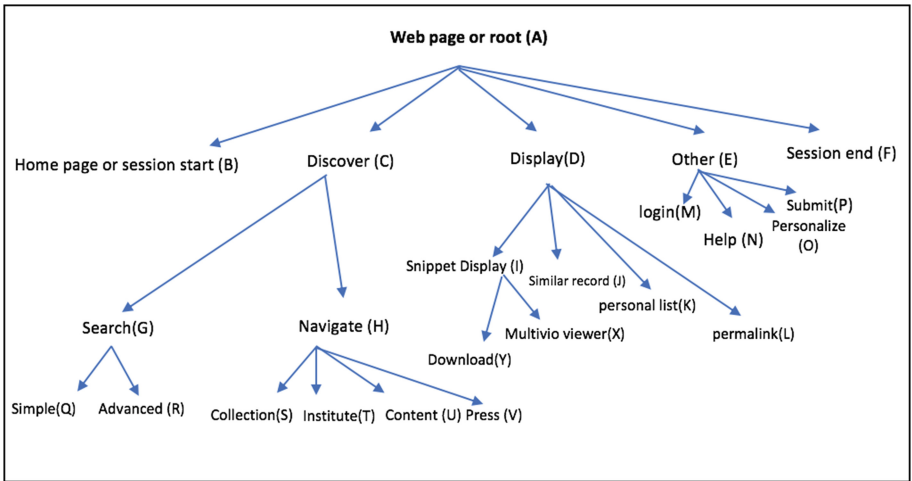 Web page or root (A)
Home page or session start (B)
Discover (C)
Display(D)
Other (E)
Session end (F)
login(M)
Help (N)
Submit(P)
Personalize
(O)
Snippet Display (I)
Similar record (J)
personal list(K)
permalink(L)
Multivio viewer(X)
Download(Y)
Search(G)
Navigate (H)
Simple(Q)
Advanced (R)
Collection(S)
Institute(T)
Content (U)
Press (V)